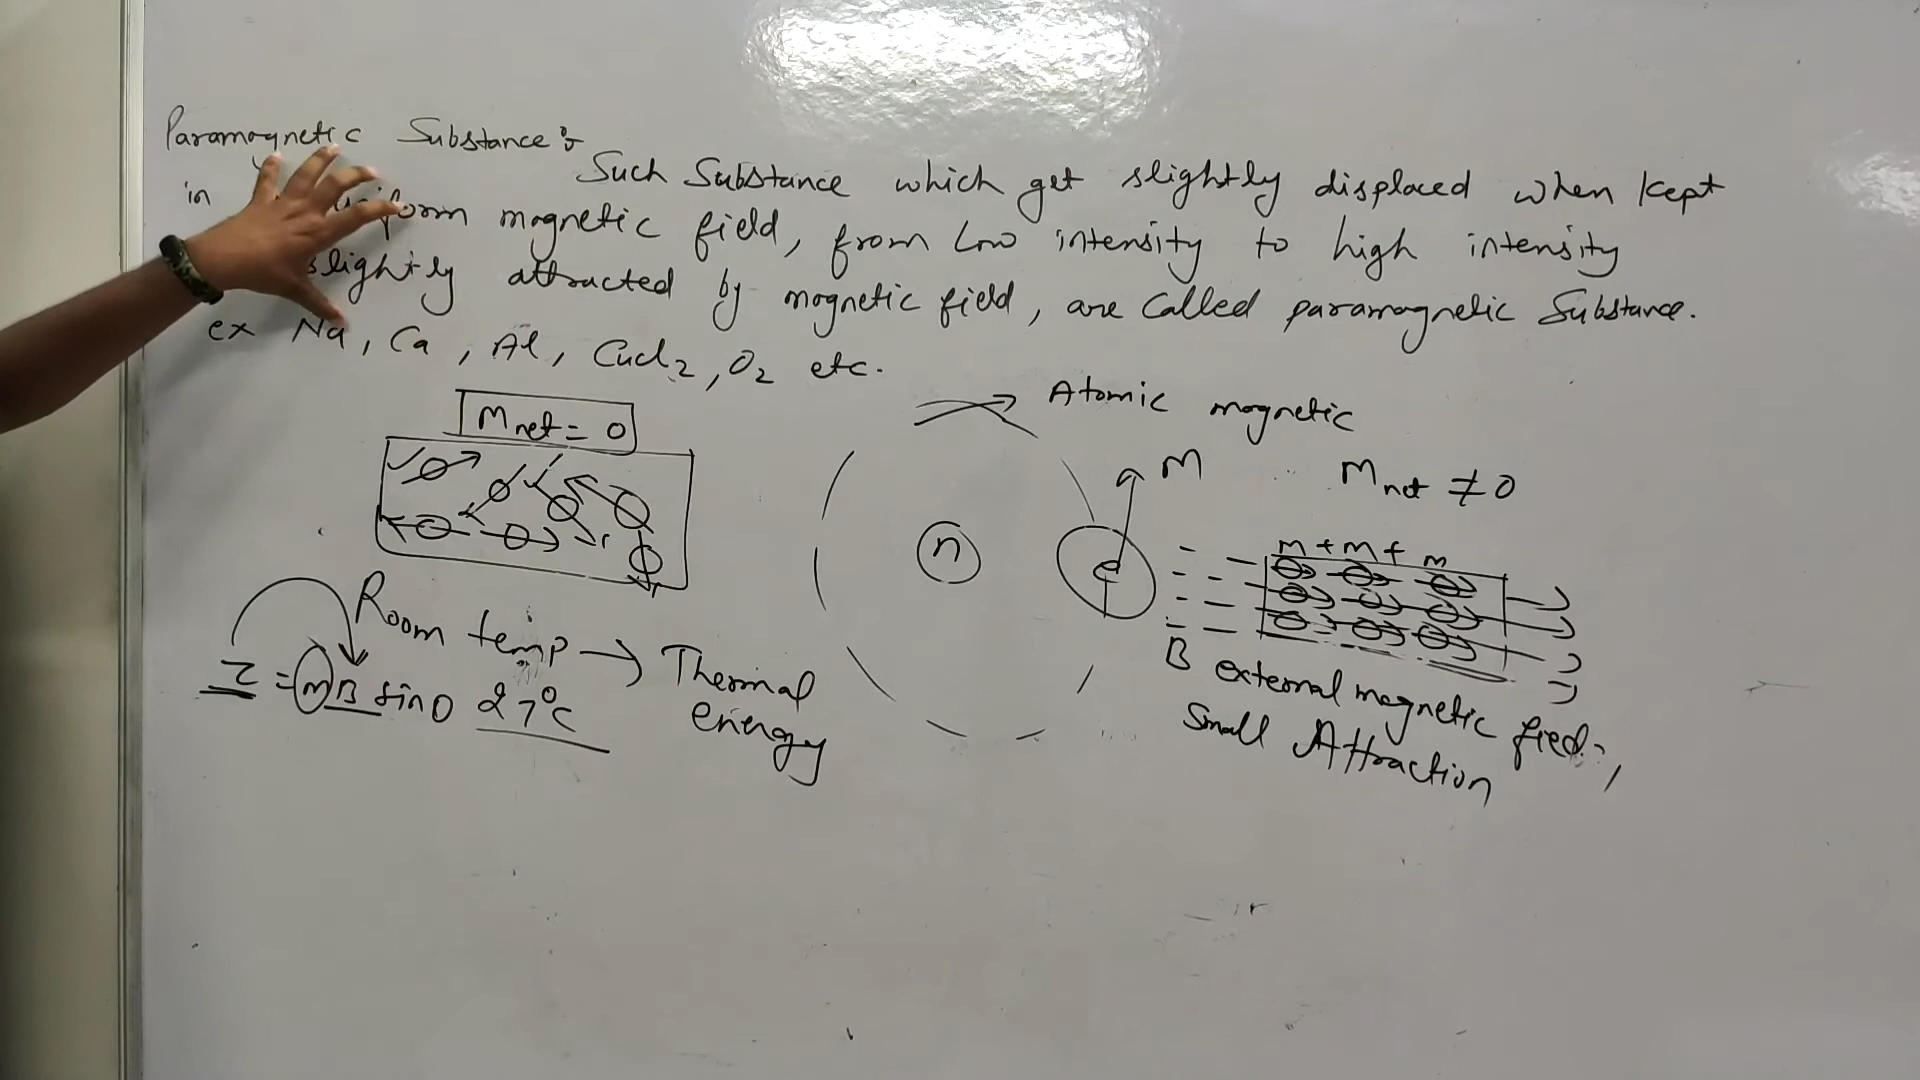 Paramagnetic Substance :-
Such Substance which get slightly displaced when kept
in form magnetic field, from Low intensity to high intensity
slightly attracted by magnetic field, are Called paramagnetic Substance.
ex Na, Ca, Al, CuCl2, O2 etc.
Mnet = 0
Atomic magnetic
M
Mnet ≠ 0
n
e
M + M + m
Room temp → Thermal
energy
τ = mB sinθ 27°C
B external magnetic field,
Small Attraction